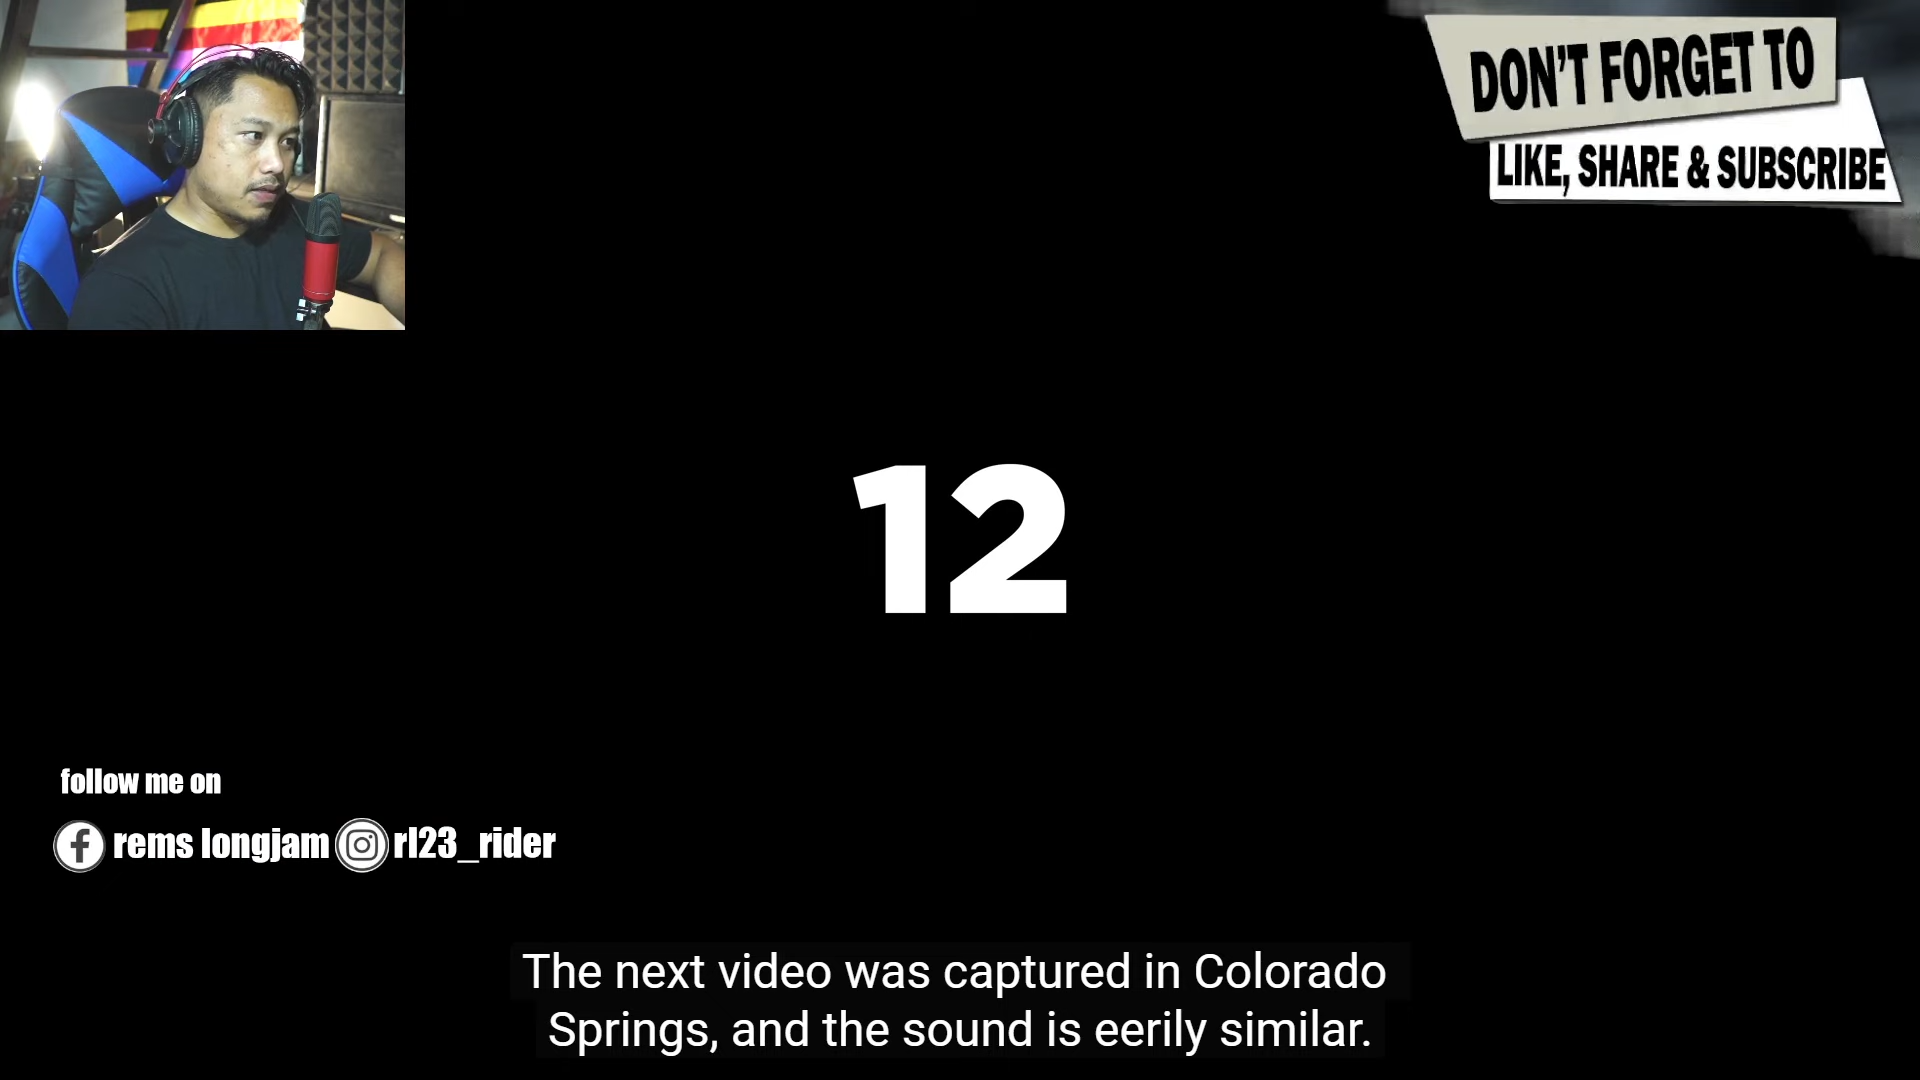 DON'T FORGET TO
LIKE, SHARE & SUBSCRIBE
12
follow me on
rems longjam rl23_rider
The next video was captured in Colorado
Springs, and the sound is eerily similar.